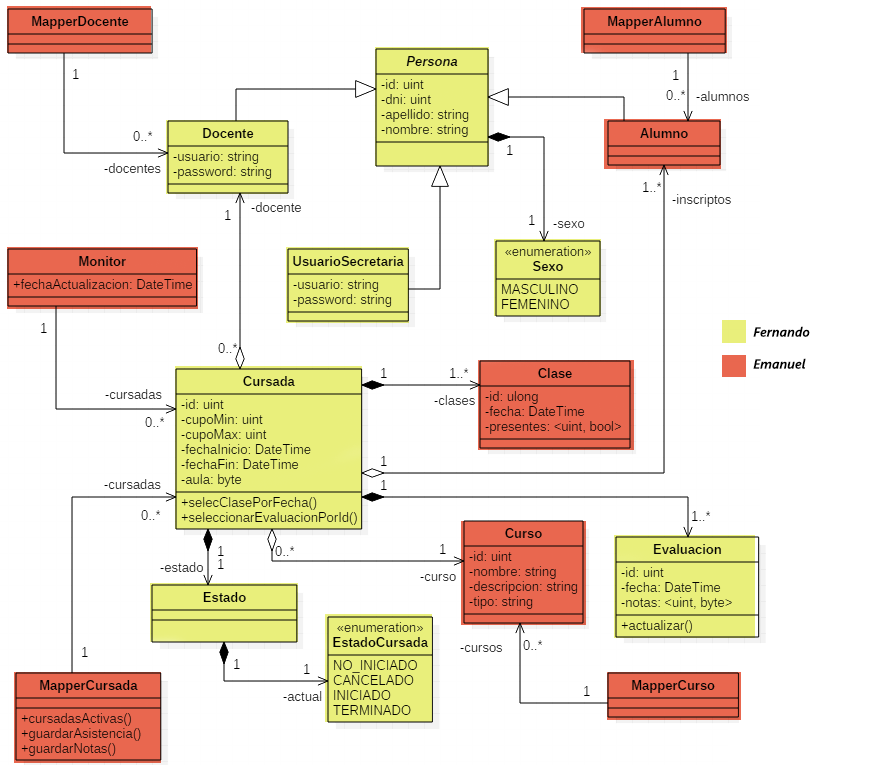 MapperDocente
1
0..*
-docentes
Persona
-id: uint
-dni: uint
-apellido: string
-nombre: string
MapperAlumno
1
0..*
-alumnos
Docente
-usuario: string
-password: string
Alumno
1
1..*
-inscriptos
1
-docente
1
-sexo
Monitor
+fechaActualizacion: DateTime
UsuarioSecretaria
-usuario: string
-password: string
«enumeration»
Sexo
MASCULINO
FEMENINO
1
0..*
Fernando
Emanuel
Cursada
-id: uint
-cupoMin: uint
-cupoMax: uint
-fechaInicio: DateTime
-fechaFin: DateTime
-aula: byte
+selecClasePorFecha()
+seleccionarEvaluacionPorId()
-cursadas
0..*
1
1..*
-clases
Clase
-id: ulong
-fecha: DateTime
-presentes: <uint, bool>
1
-cursadas
0..*
1
1..*
1
1
-estado
0..*
1
-curso
Curso
-id: uint
-nombre: string
-descripcion: string
-tipo: string
Evaluacion
-id: uint
-fecha: DateTime
-notas: <uint, byte>
+actualizar()
Estado
«enumeration»
EstadoCursada
NO_INICIADO
CANCELADO
INICIADO
TERMINADO
1
1
-actual
-cursos
0..*
1
MapperCurso
1
MapperCursada
+cursadasActivas()
+guardarAsistencia()
+guardarNotas()